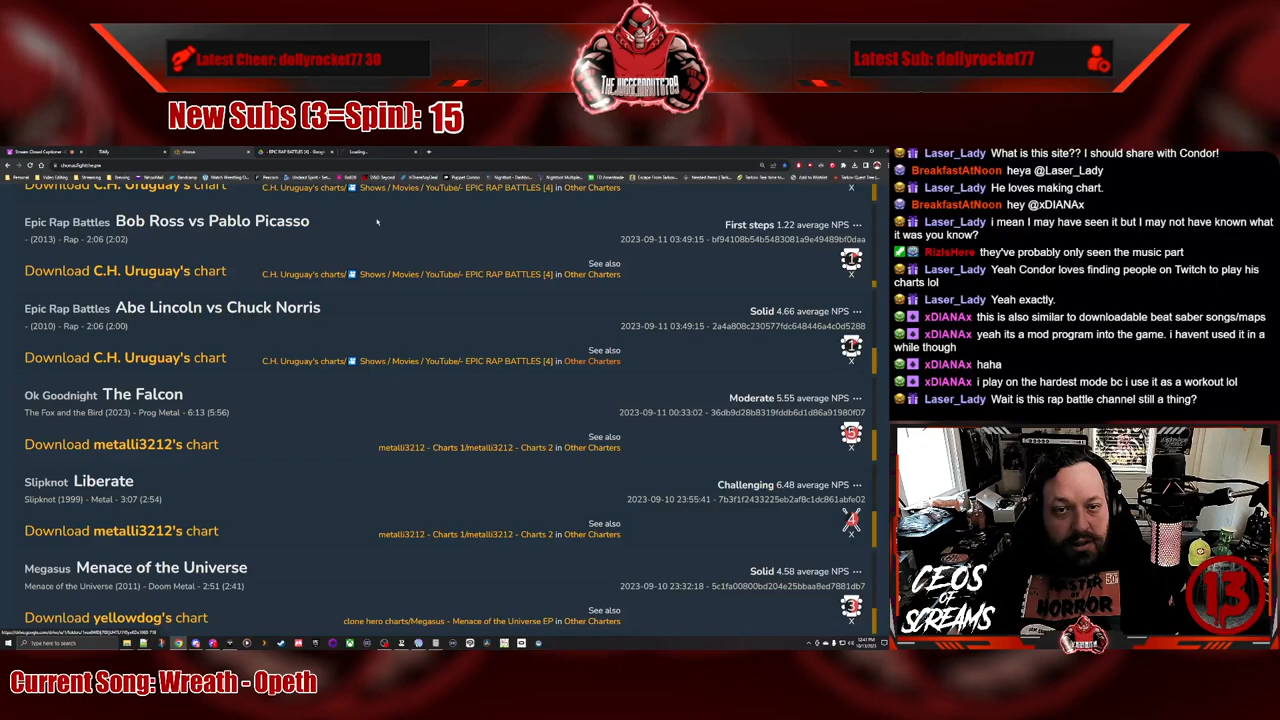 Latest Cheer: dollyrocket77 30
THEJUGGERNAUT6789
Latest Sub: dollyrocket77
New Subs (3=Spin): 15
chorus.fightthe.pw
Download C.H. Uruguay's chart
C.H. Uruguay's charts/ Shows / Movies / YouTube/- EPIC RAP BATTLES [4] in Other Charters
X
Epic Rap Battles Bob Ross vs Pablo Picasso
First steps 1.22 average NPS ...
- (2013) - Rap - 2:06 (2:02)
2023-09-11 03:49:15 - bf94108b54b5483081a9e49489bf0daa
See also
Download C.H. Uruguay's chart
C.H. Uruguay's charts/ Shows / Movies / YouTube/- EPIC RAP BATTLES [4] in Other Charters
1
X
Epic Rap Battles Abe Lincoln vs Chuck Norris
Solid 4.66 average NPS ...
- (2010) - Rap - 2:06 (2:00)
2023-09-11 03:49:15 - 2a4a808c230577fdc648446a4c0d5288
See also
Download C.H. Uruguay's chart
C.H. Uruguay's charts/ Shows / Movies / YouTube/- EPIC RAP BATTLES [4] in Other Charters
1
X
Ok Goodnight The Falcon
Moderate 5.55 average NPS ...
The Fox and the Bird (2023) - Prog Metal - 6:13 (5:56)
2023-09-11 00:33:02 - 36db9d28b8319fddb6d1d86a91980f07
See also
Download metalli3212's chart
metalli3212 - Charts 1/metalli3212 - Charts 2 in Other Charters
5
X
Slipknot Liberate
Challenging 6.48 average NPS ...
Slipknot (1999) - Metal - 3:07 (2:54)
2023-09-10 23:55:41 - 7b3f1f2433225eb2af8c1dc861abfe02
See also
Download metalli3212's chart
metalli3212 - Charts 1/metalli3212 - Charts 2 in Other Charters
4
X
Megasus Menace of the Universe
Solid 4.58 average NPS ...
Menace of the Universe (2011) - Doom Metal - 2:51 (2:41)
2023-09-10 23:32:18 - 5c1fa00800bd204e25bbaa8ed7881db7
See also
Download yellowdog's chart
clone hero charts/Megasus - Menace of the Universe EP in Other Charters
3
X
Type here to search
12:41 PM
Laser_Lady What is this site?? I should share with Condor!
BreakfastAtNoon heya @Laser_Lady
Laser_Lady He loves making chart.
BreakfastAtNoon hey @xDIANAx
Laser_Lady i mean I may have seen it but I may not have known what
it was you know?
RizIsHere they've probably only seen the music part
Laser_Lady Yeah Condor loves finding people on Twitch to play his
charts lol
Laser_Lady Yeah exactly.
xDIANAx this is also similar to downloadable beat saber songs/maps
xDIANAx yeah its a mod program into the game. i havent used it in a
while though
xDIANAx haha
xDIANAx i play on the hardest mode bc i use it as a workout lol
Laser_Lady Wait is this rap battle channel still a thing?
CEOS
OF
SCREAMS
MASTER
OF
HORROR
13
Current Song: Wreath - Opeth